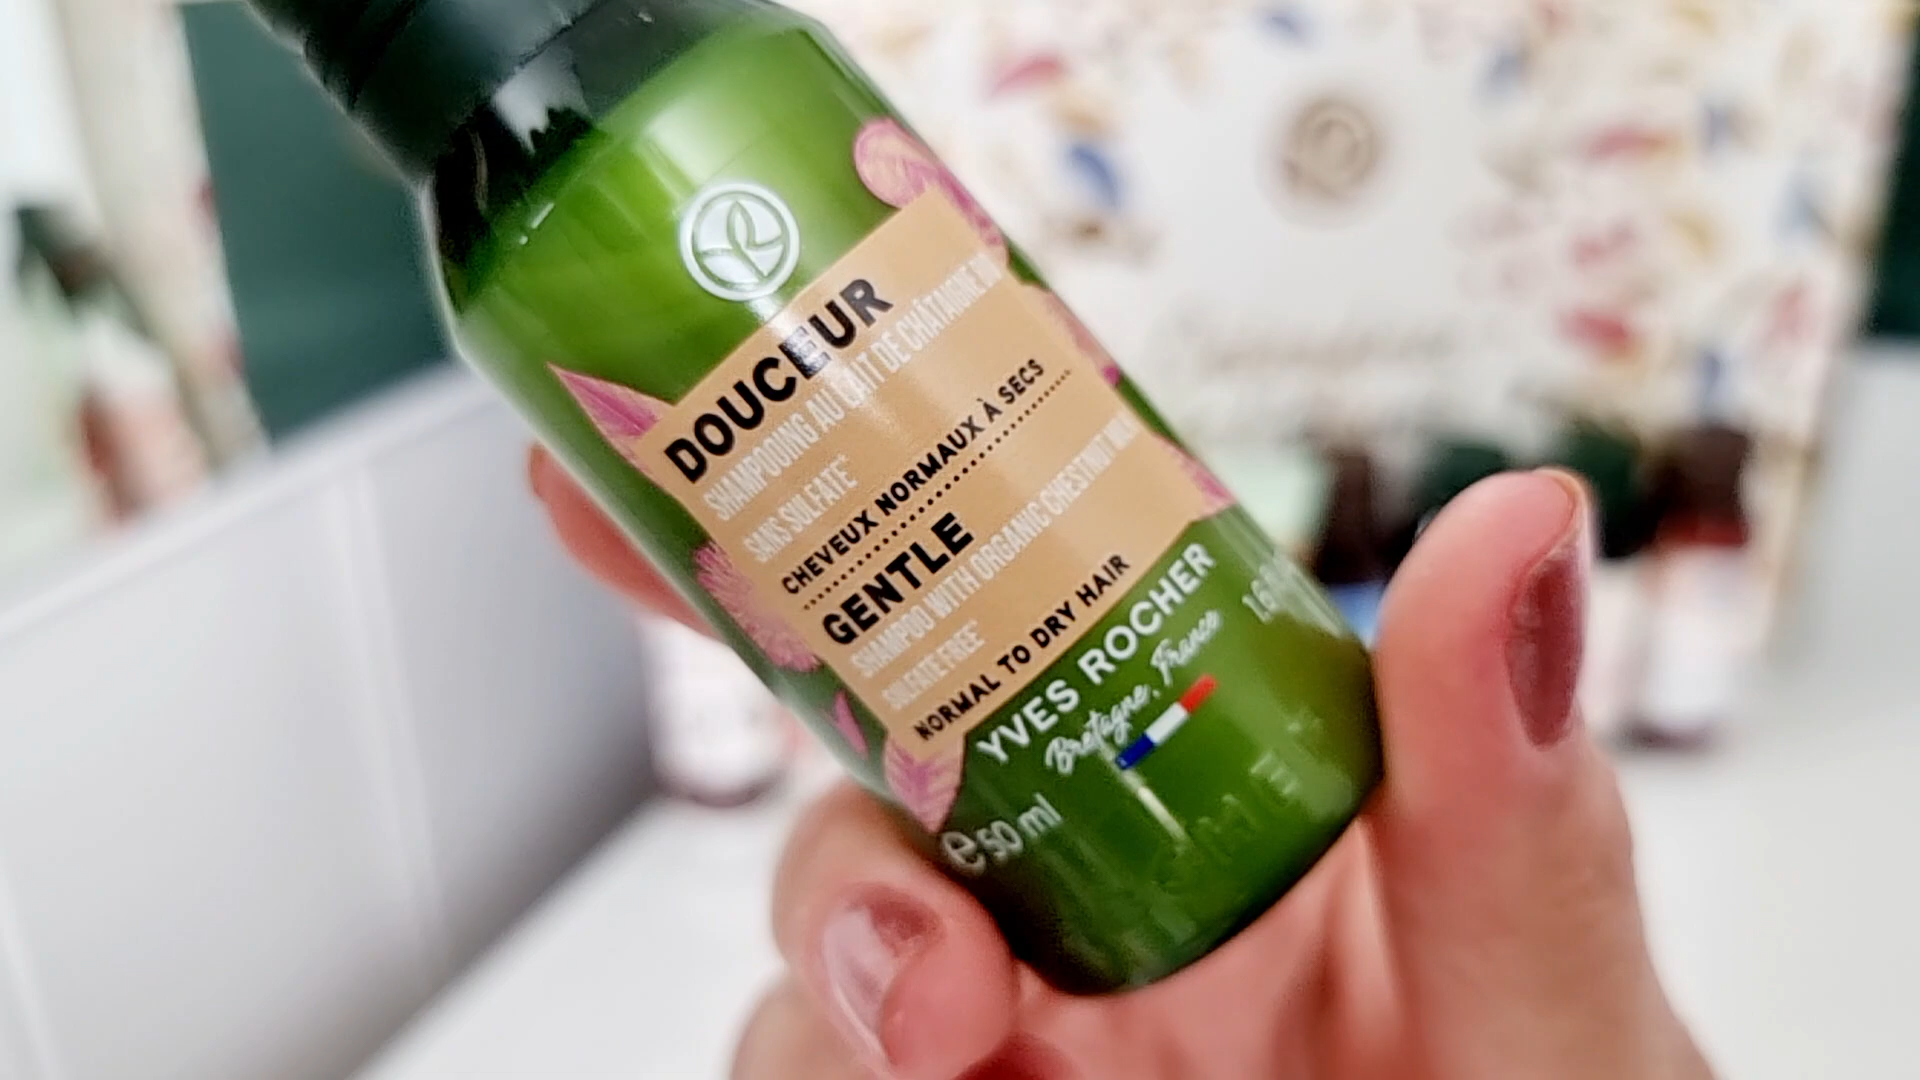 DOUCEUR
SHAMPOOING AU LAIT DE CHÂTAIGNE
SANS SULFATE*
CHEVEUX NORMAUX À SECS
GENTLE
SHAMPOO WITH ORGANIC CHESTNUT
SULFATE FREE*
NORMAL TO DRY HAIR
YVES ROCHER
Bretagne, France
e 50 ml